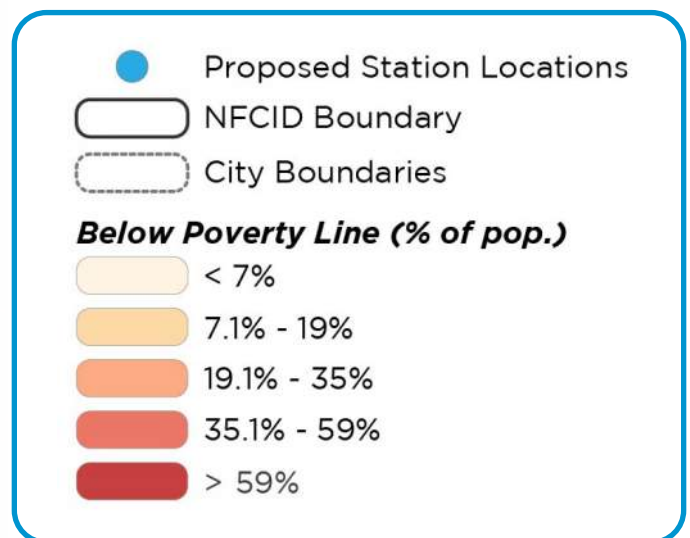 Proposed Station Locations
NFCID Boundary
City Boundaries
Below Poverty Line (% of pop.)
< 7%
7.1% - 19%
19.1% - 35%
35.1% - 59%
> 59%